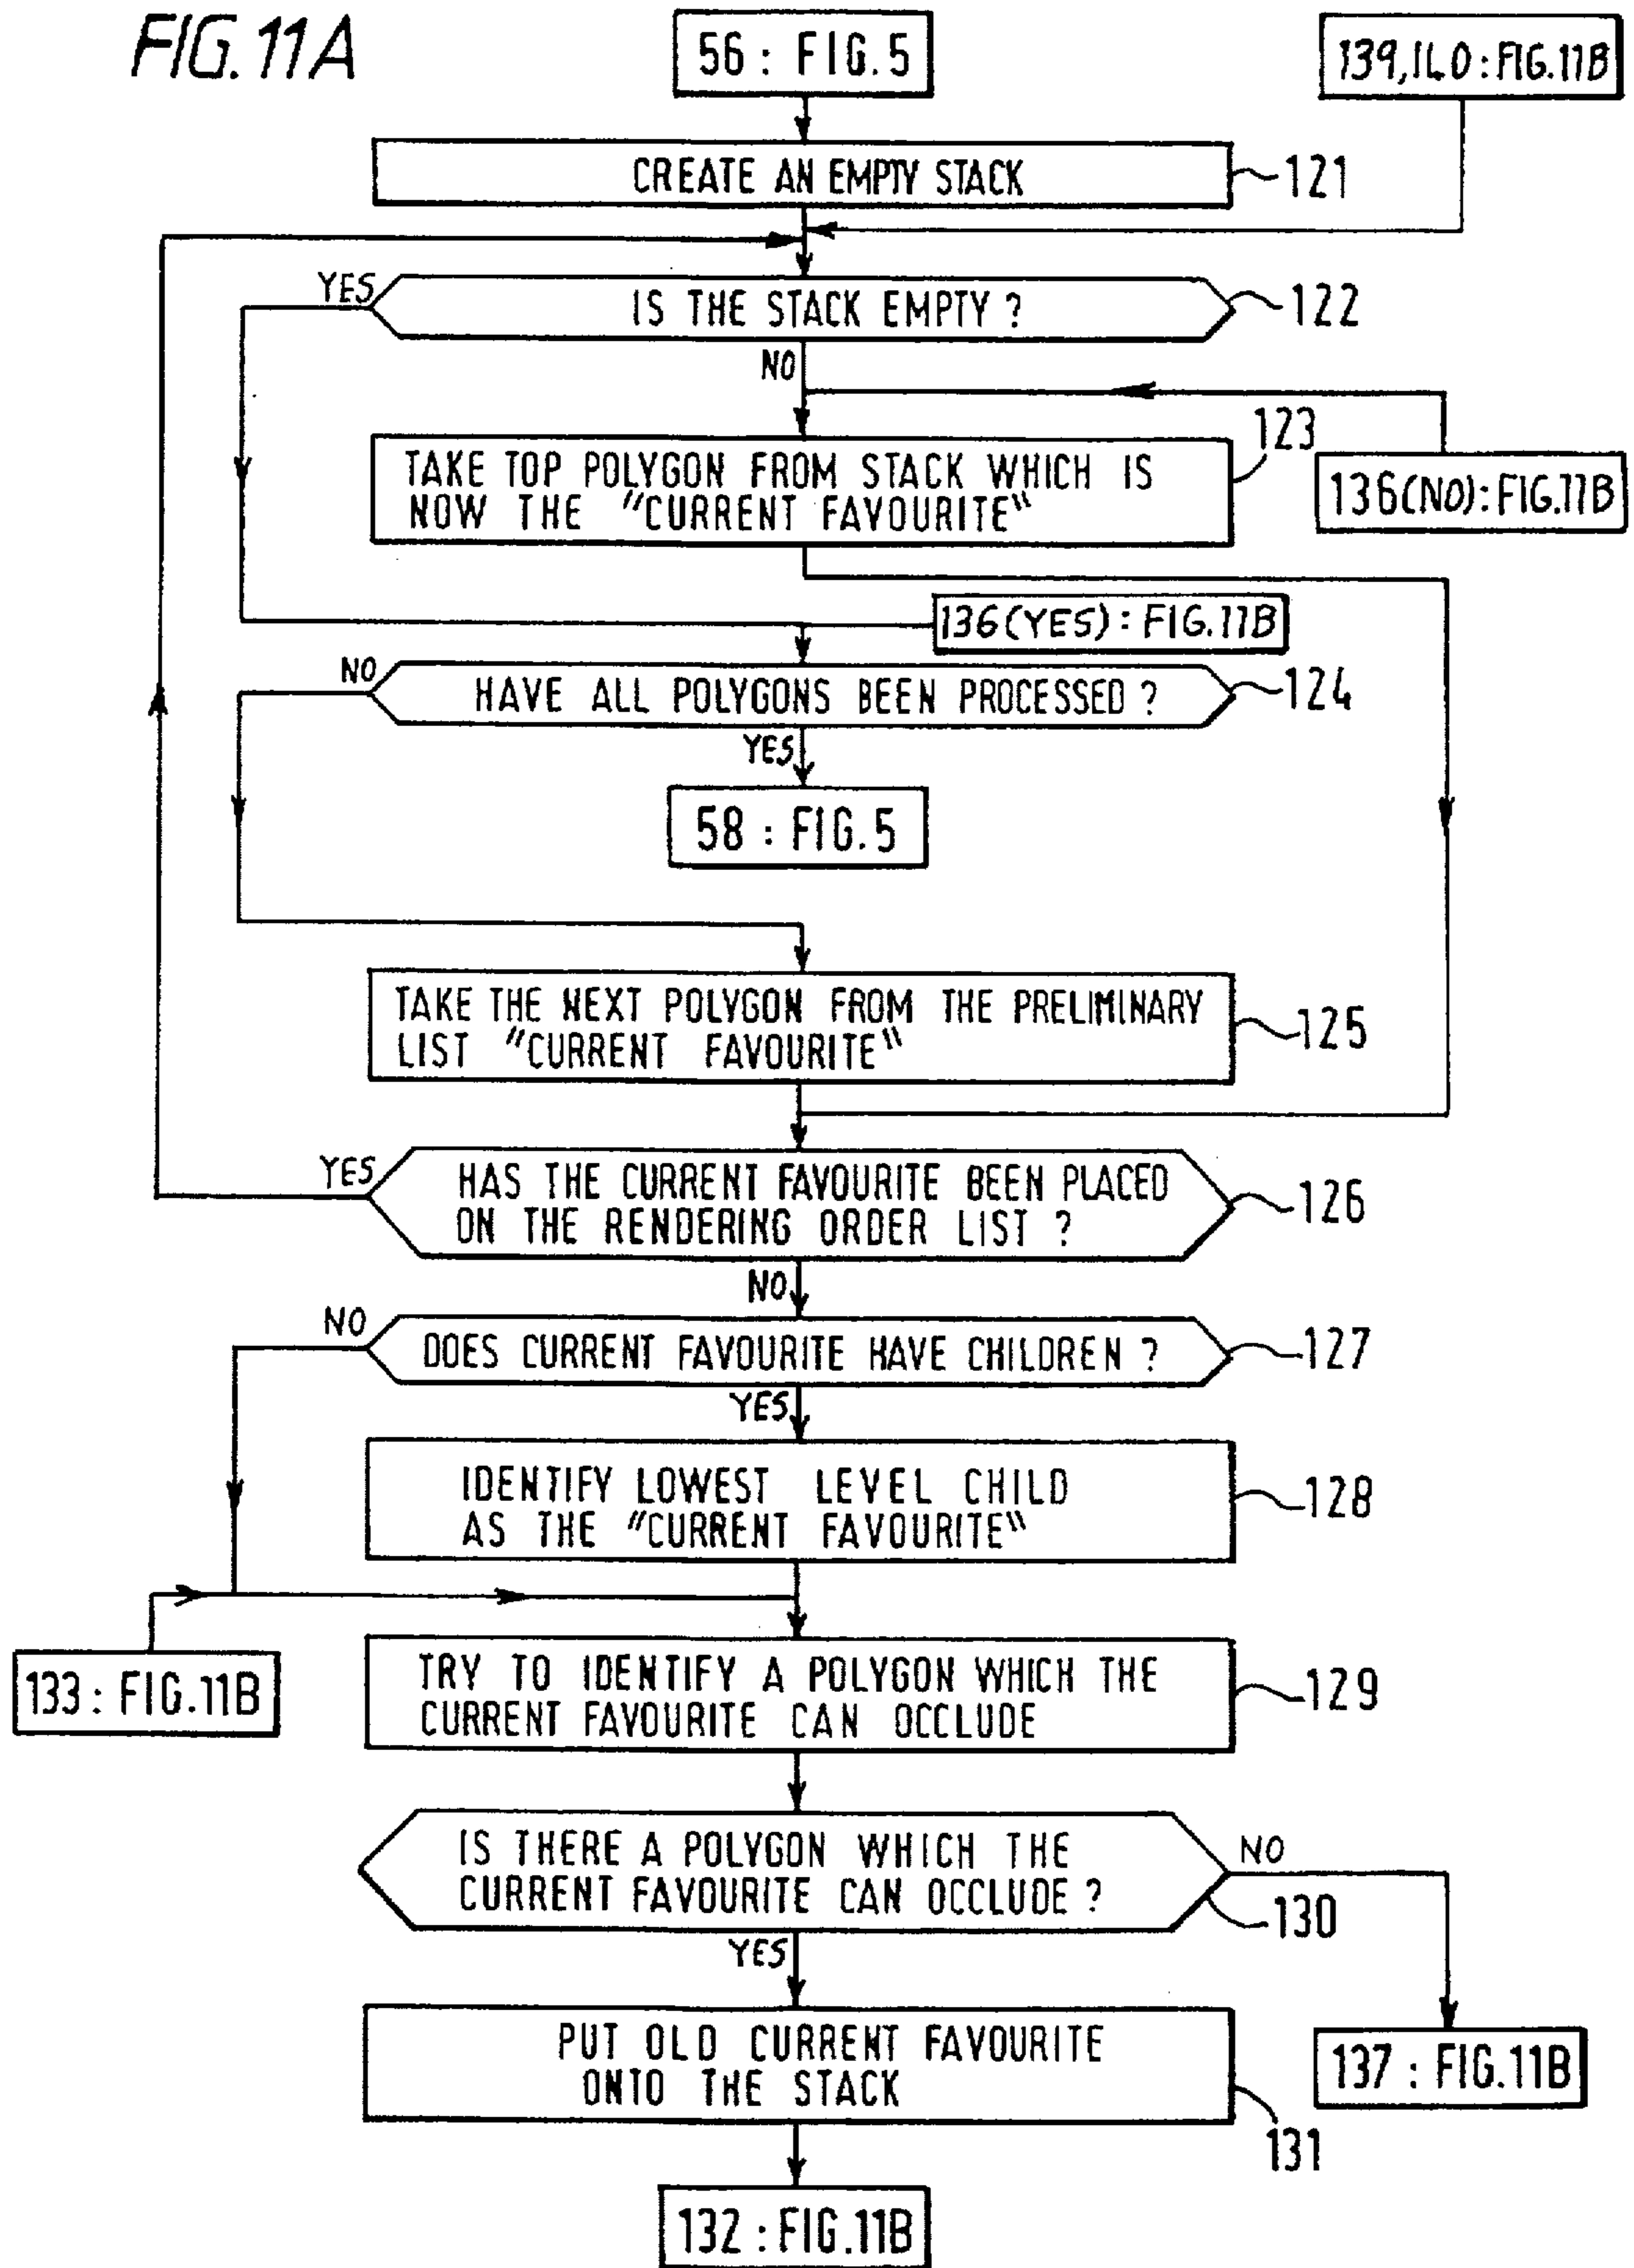 FIG. 11A
56 : FIG. 5
139,140 : FIG.11B
CREATE AN EMPTY STACK
121
YES
IS THE STACK EMPTY ?
122
NO
123
TAKE TOP POLYGON FROM STACK WHICH IS
NOW THE "CURRENT FAVOURITE"
136(NO): FIG.11B
136(YES): FIG.11B
NO
HAVE ALL POLYGONS BEEN PROCESSED ?
124
YES
58 : FIG. 5
TAKE THE NEXT POLYGON FROM THE PRELIMINARY
LIST "CURRENT FAVOURITE"
125
YES
HAS THE CURRENT FAVOURITE BEEN PLACED
ON THE RENDERING ORDER LIST ?
126
NO
NO
DOES CURRENT FAVOURITE HAVE CHILDREN ?
127
YES
IDENTIFY LOWEST LEVEL CHILD
AS THE "CURRENT FAVOURITE"
128
133 : FIG.11B
TRY TO IDENTIFY A POLYGON WHICH THE
CURRENT FAVOURITE CAN OCCLUDE
129
IS THERE A POLYGON WHICH THE
CURRENT FAVOURITE CAN OCCLUDE ?
NO
130
YES
PUT OLD CURRENT FAVOURITE
ONTO THE STACK
137 : FIG.11B
131
132 : FIG.11B